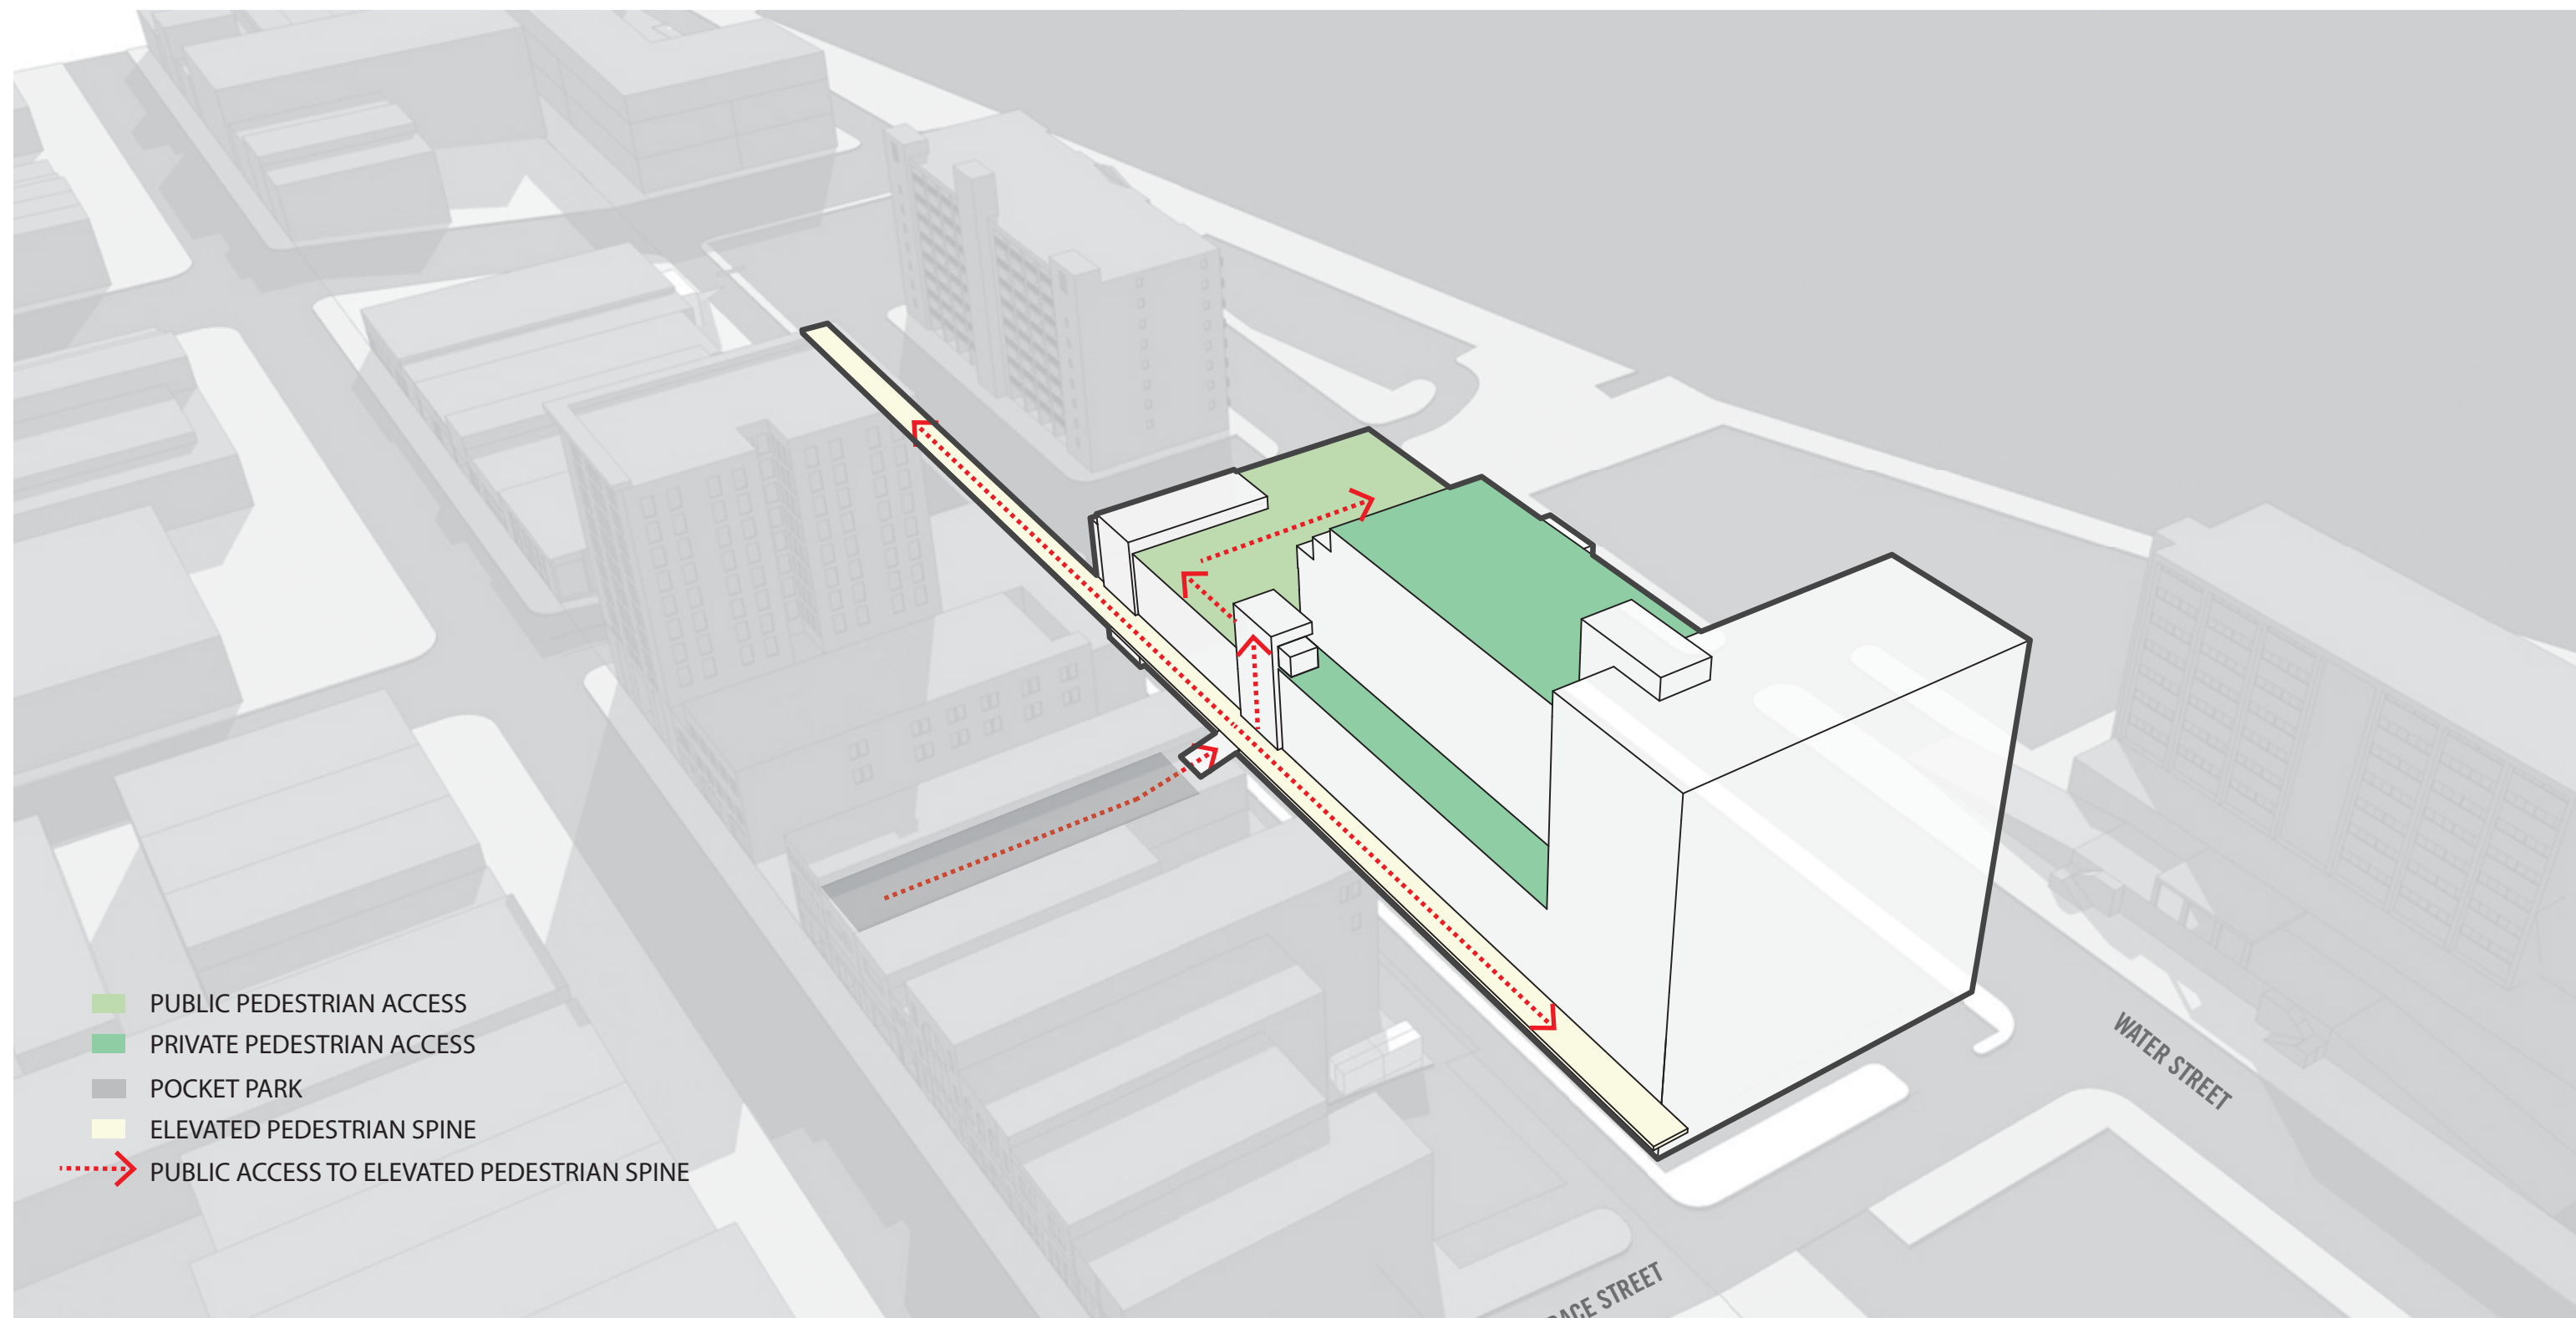 PUBLIC PEDESTRIAN ACCESS
PRIVATE PEDESTRIAN ACCESS
POCKET PARK
ELEVATED PEDESTRIAN SPINE
PUBLIC ACCESS TO ELEVATED PEDESTRIAN SPINE
WATER STREET
STREET